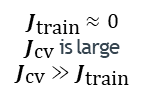 J_train ≈ 0
J_cv is large
J_cv ≫ J_train